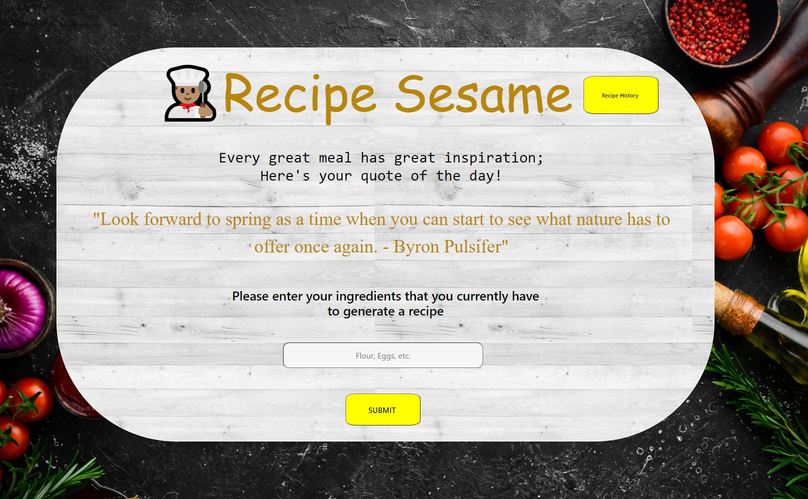 Recipe Sesame
Recipe History
Every great meal has great inspiration;
Here's your quote of the day!
"Look forward to spring as a time when you can start to see what nature has to
offer once again. - Byron Pulsifer"
Please enter your ingredients that you currently have
to generate a recipe
Flour, Eggs, etc.
SUBMIT